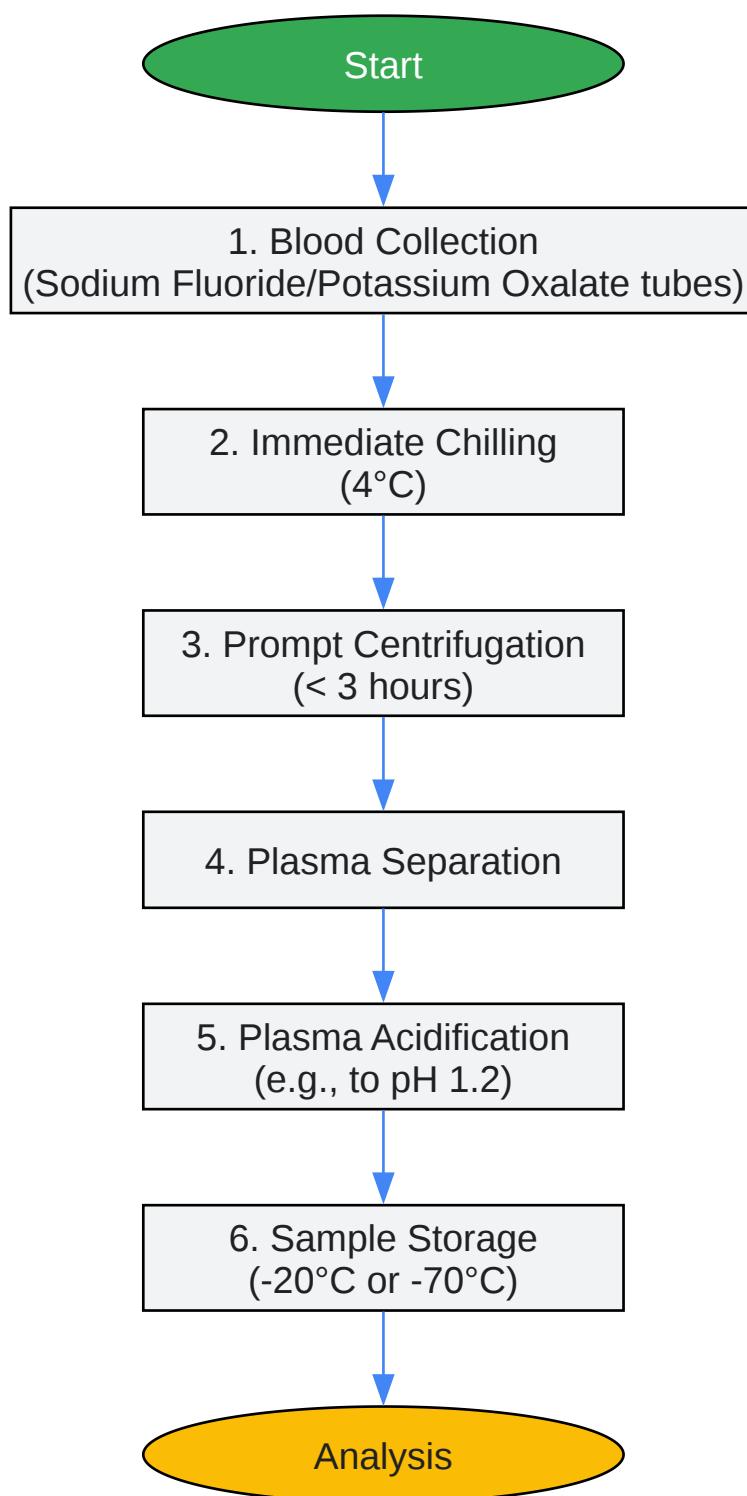 Start
1. Blood Collection
(Sodium Fluoride/Potassium Oxalate tubes)
2. Immediate Chilling
(4°C)
3. Prompt Centrifugation
(< 3 hours)
4. Plasma Separation
5. Plasma Acidification
(e.g., to pH 1.2)
6. Sample Storage
(-20°C or -70°C)
Analysis